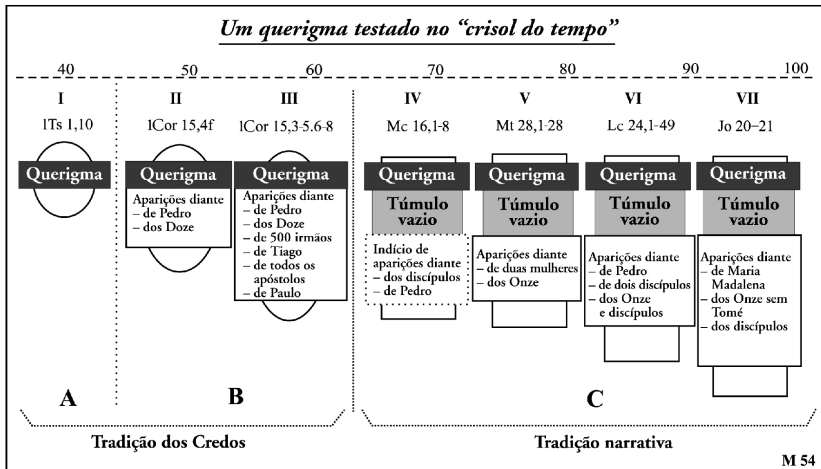 Um querigma testado no “crisol do tempo”
40 50 60 70 80 90 100
I II III IV V VI VII
1Ts 1,10 1Cor 15,4f 1Cor 15,3-5.6-8 Mc 16,1-8 Mt 28,1-28 Lc 24,1-49 Jo 20–21
Querigma
Querigma
Aparições diante
– de Pedro
– dos Doze
Querigma
Aparições diante
– de Pedro
– dos Doze
– de 500 irmãos
– de Tiago
– de todos os
apóstolos
– de Paulo
Querigma
Túmulo
vazio
Indício de
aparições diante
– dos discípulos
– de Pedro
Querigma
Túmulo
vazio
Aparições diante
– de duas mulheres
– dos Onze
Querigma
Túmulo
vazio
Aparições diante
– de Pedro
– de dois discípulos
– dos Onze
e discípulos
Querigma
Túmulo
vazio
Aparições diante
– de Maria
Madalena
– dos Onze sem
Tomé
– dos discípulos
A B C
Tradição dos Credos Tradição narrativa
M 54